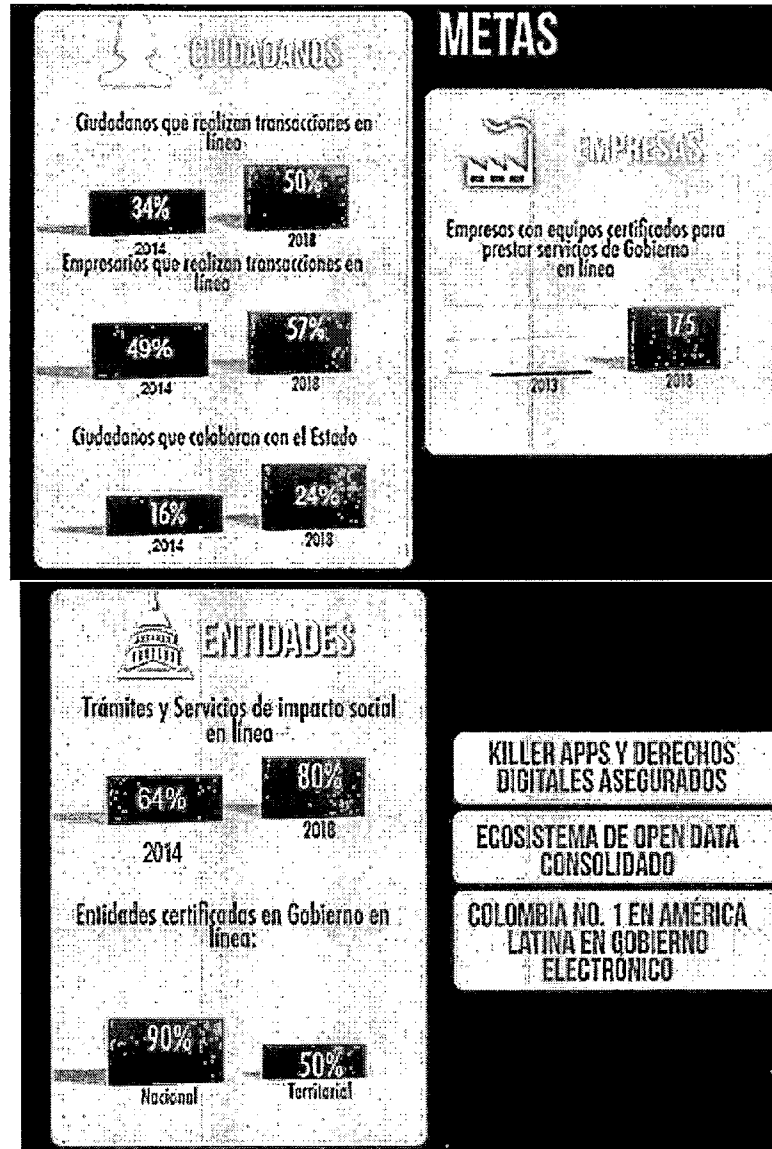 CIUDADANOS
Ciudadanos que realizan transacciones en
línea
34%
2014
50%
2018
Empresarios que realizan transacciones en
línea
49%
2014
57%
2018
Ciudadanos que colaboran con el Estado
16%
2014
24%
2018
METAS
EMPRESAS
Empresas con equipos certificados para
prestar servicios de Gobierno
en línea
2013
175
2018
ENTIDADES
Trámites y Servicios de impacto social
en línea
64%
2014
80%
2018
Entidades certificadas en Gobierno en
línea:
90%
Nacional
50%
Territorial
KILLER APPS Y DERECHOS
DIGITALES ASEGURADOS
ECOSISTEMA DE OPEN DATA
CONSOLIDADO
COLOMBIA NO. 1 EN AMÉRICA
LATINA EN GOBIERNO
ELECTRÓNICO